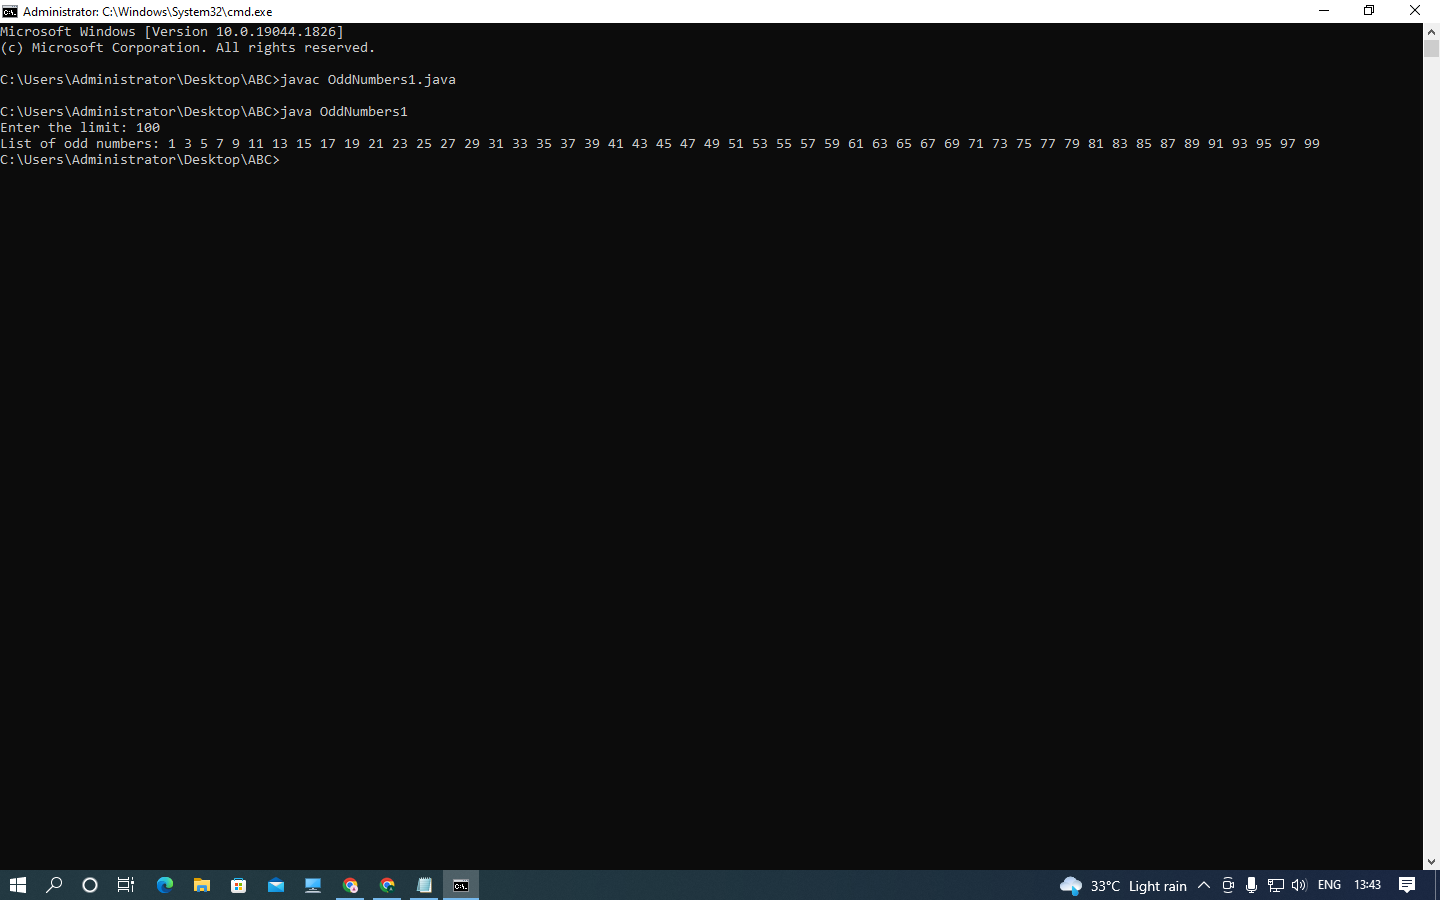 Administrator: C:\Windows\System32\cmd.exe
Microsoft Windows [Version 10.0.19044.1826]
(c) Microsoft Corporation. All rights reserved.
C:\Users\Administrator\Desktop\ABC>javac OddNumbers1.java
C:\Users\Administrator\Desktop\ABC>java OddNumbers1
Enter the limit: 100
List of odd numbers: 1 3 5 7 9 11 13 15 17 19 21 23 25 27 29 31 33 35 37 39 41 43 45 47 49 51 53 55 57 59 61 63 65 67 69 71 73 75 77 79 81 83 85 87 89 91 93 95 97 99
C:\Users\Administrator\Desktop\ABC>
33°C Light rain ENG 13:43